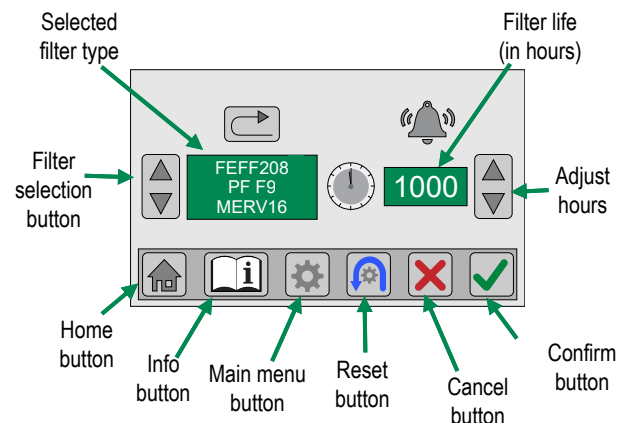 Selected
filter type
Filter life
(in hours)
Filter
selection
button
FEFF208
PF F9
MERV16
1000
Adjust
hours
i
Home
button
Info
button
Main menu
button
Reset
button
Cancel
button
Confirm
button